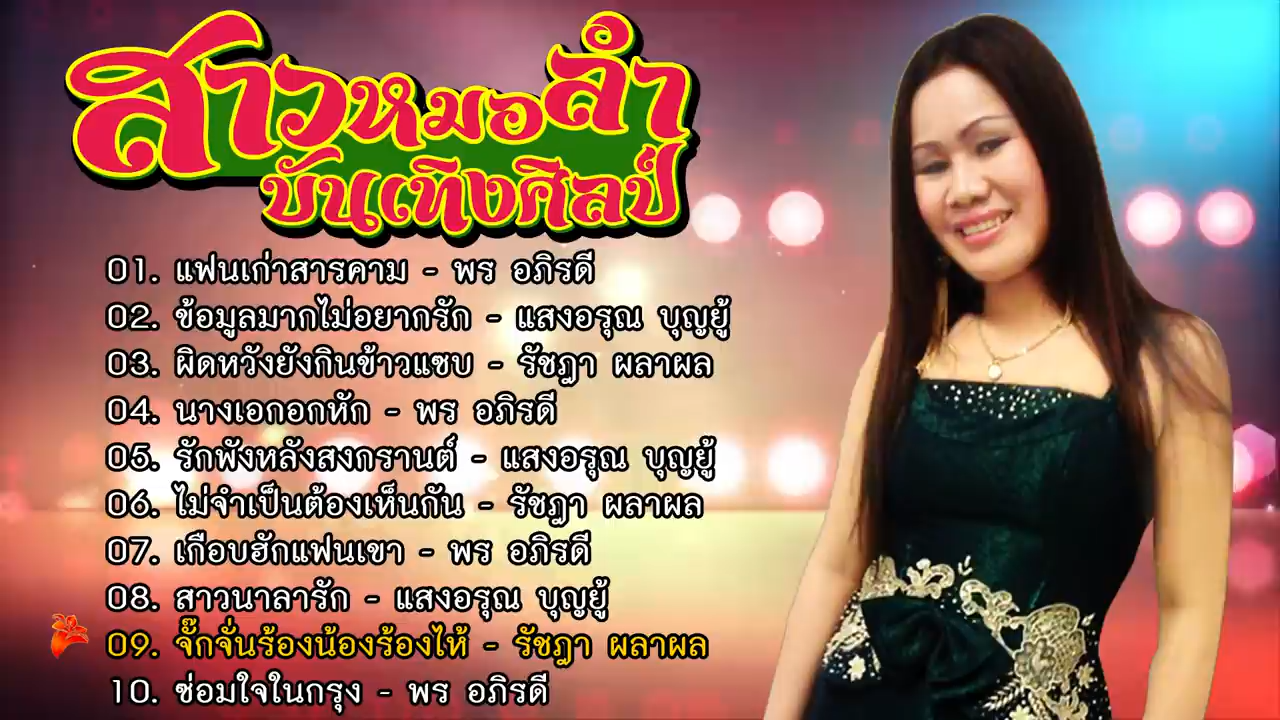 สาวหมอลำ
บันเทิงศิลป์
01. แฟนเก่าสารคาม - พร อภิรดี
02. ข้อมูลมากไม่อยากรัก - แสงอรุณ บุญยู้
03. ผิดหวังยังกินข้าวแซบ - รัชฎา ผลาผล
04. นางเอกอกหัก - พร อภิรดี
05. รักพังหลังสงกรานต์ - แสงอรุณ บุญยู้
06. ไม่จำเป็นต้องเห็นกัน - รัชฎา ผลาผล
07. เกือบฮักแฟนเขา - พร อภิรดี
08. สาวนาลารัก - แสงอรุณ บุญยู้
09. จั๊กจั่นร้องน้องร้องไห้ - รัชฎา ผลาผล
10. ซ่อมใจในกรุง - พร อภิรดี